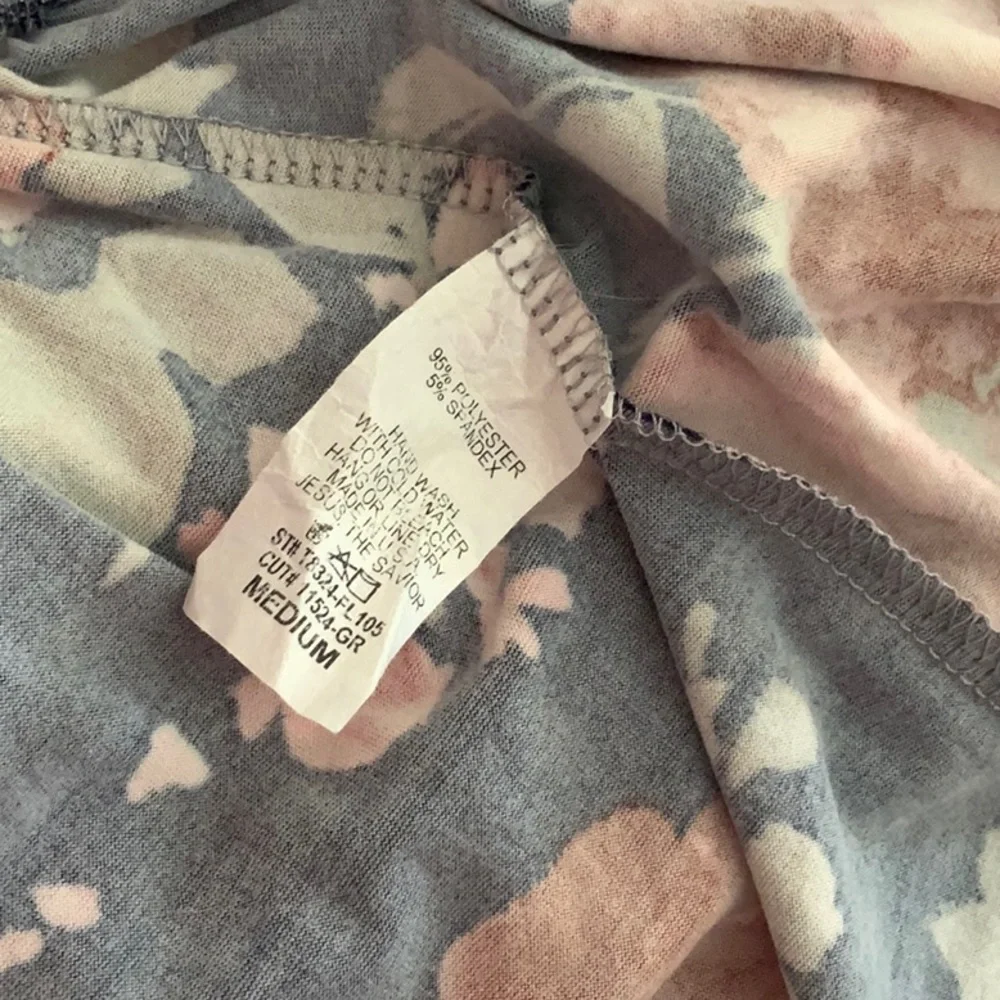 95% POLYESTER
5% SPANDEX
HAND WASH
WITH COLD WATER
DO NOT BLEACH
HANG OR LINE DRY
MADE IN U.S.A
JESUS THE SAVIOR
ST#: T8324-FL105
CUT# 11524-GR
MEDIUM